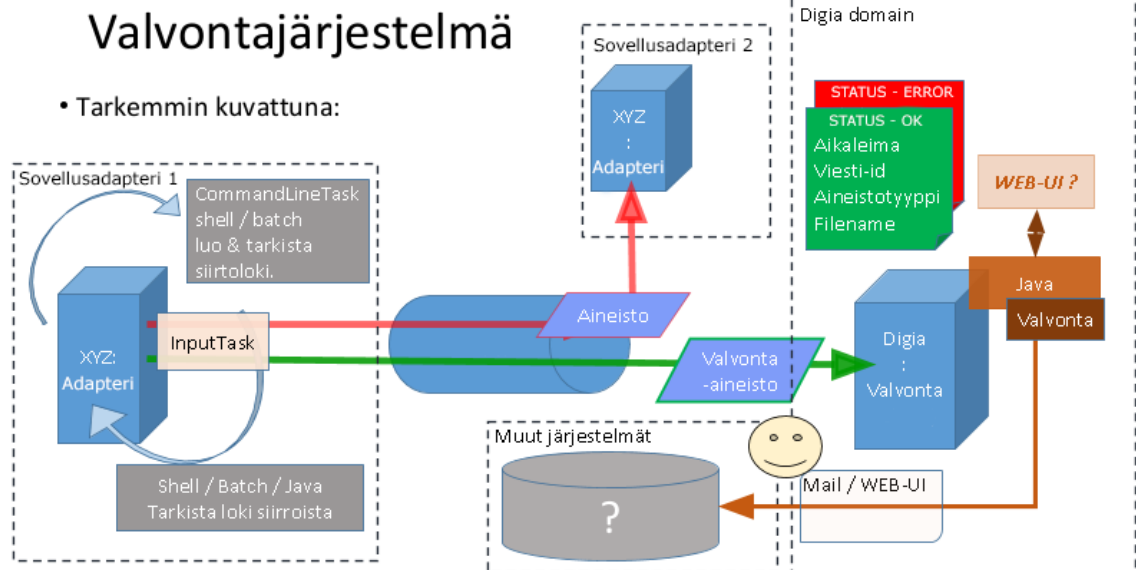 Valvontajärjestelmä
• Tarkemmin kuvattuna:
Sovellusadapteri 1
CommandLineTask
shell / batch
luo & tarkista
siirtoloki.
XYZ:
Adapteri
InputTask
Shell / Batch / Java
Tarkista loki siirroista
Sovellusadapteri 2
XYZ
:
Adapteri
Aineisto
Valvonta
-aineisto
Muut järjestelmät
?
Digia domain
STATUS - ERROR
STATUS - OK
Aikaleima
Viesti-id
Aineistotyyppi
Filename
WEB-UI ?
Java
Valvonta
Digia
:
Valvonta
Mail / WEB-UI